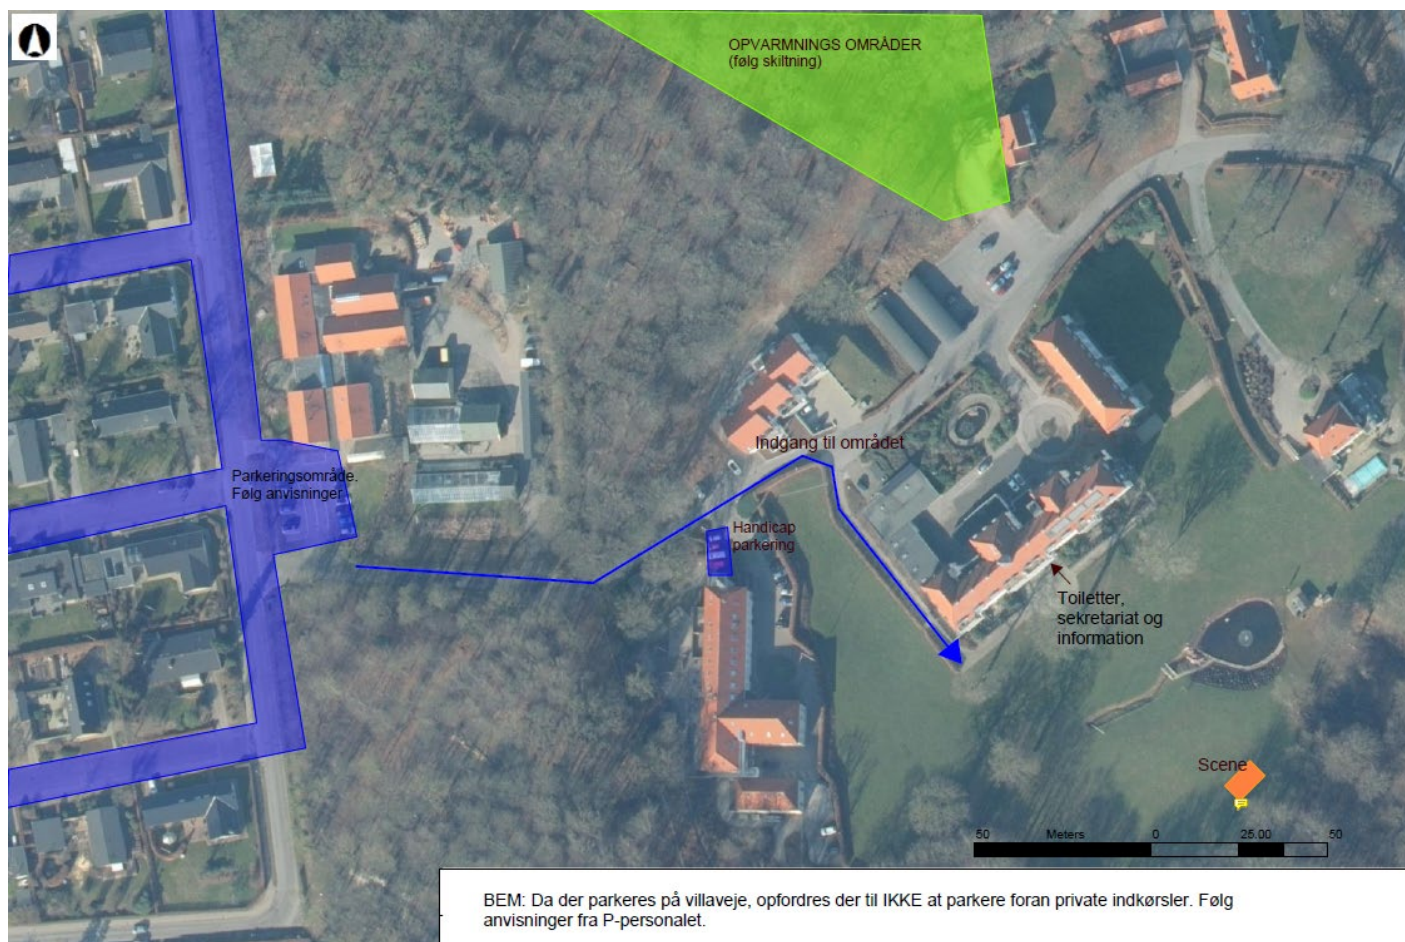 OPVARMNINGS OMRÅDER
(følg skiltning)
Indgang til området
Parkeringsområde.
Følg anvisninger
Handicap
parkering
Toiletter,
sekretariat og
information
Scene
50 Meters 0 25.00 50
BEM: Da der parkeres på villaveje, opfordres der til IKKE at parkere foran private indkørsler. Følg
anvisninger fra P-personalet.